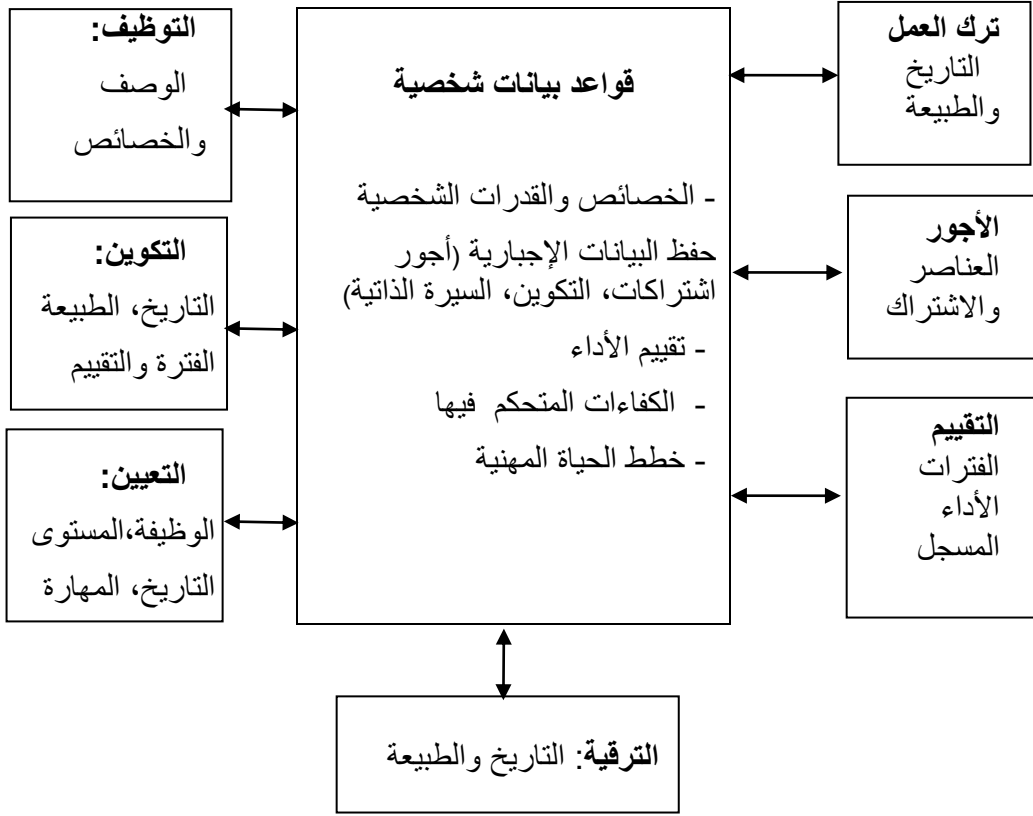 ترك العمل
التاريخ
والطبيعة
الأجور
العناصر
والاشتراك
التقييم
الفترات
الأداء
المسجل
قواعد بيانات شخصية
- الخصائص والقدرات الشخصية
حفظ البيانات الإجبارية (أجور
اشتراكات، التكوين، السيرة الذاتية)
- تقييم الأداء
- الكفاءات المتحكم فيها
- خطط الحياة المهنية
التوظيف:
الوصف
والخصائص
التكوين:
التاريخ، الطبيعة
الفترة والتقييم
التعيين:
الوظيفة،المستوى
التاريخ، المهارة
الترقية: التاريخ والطبيعة